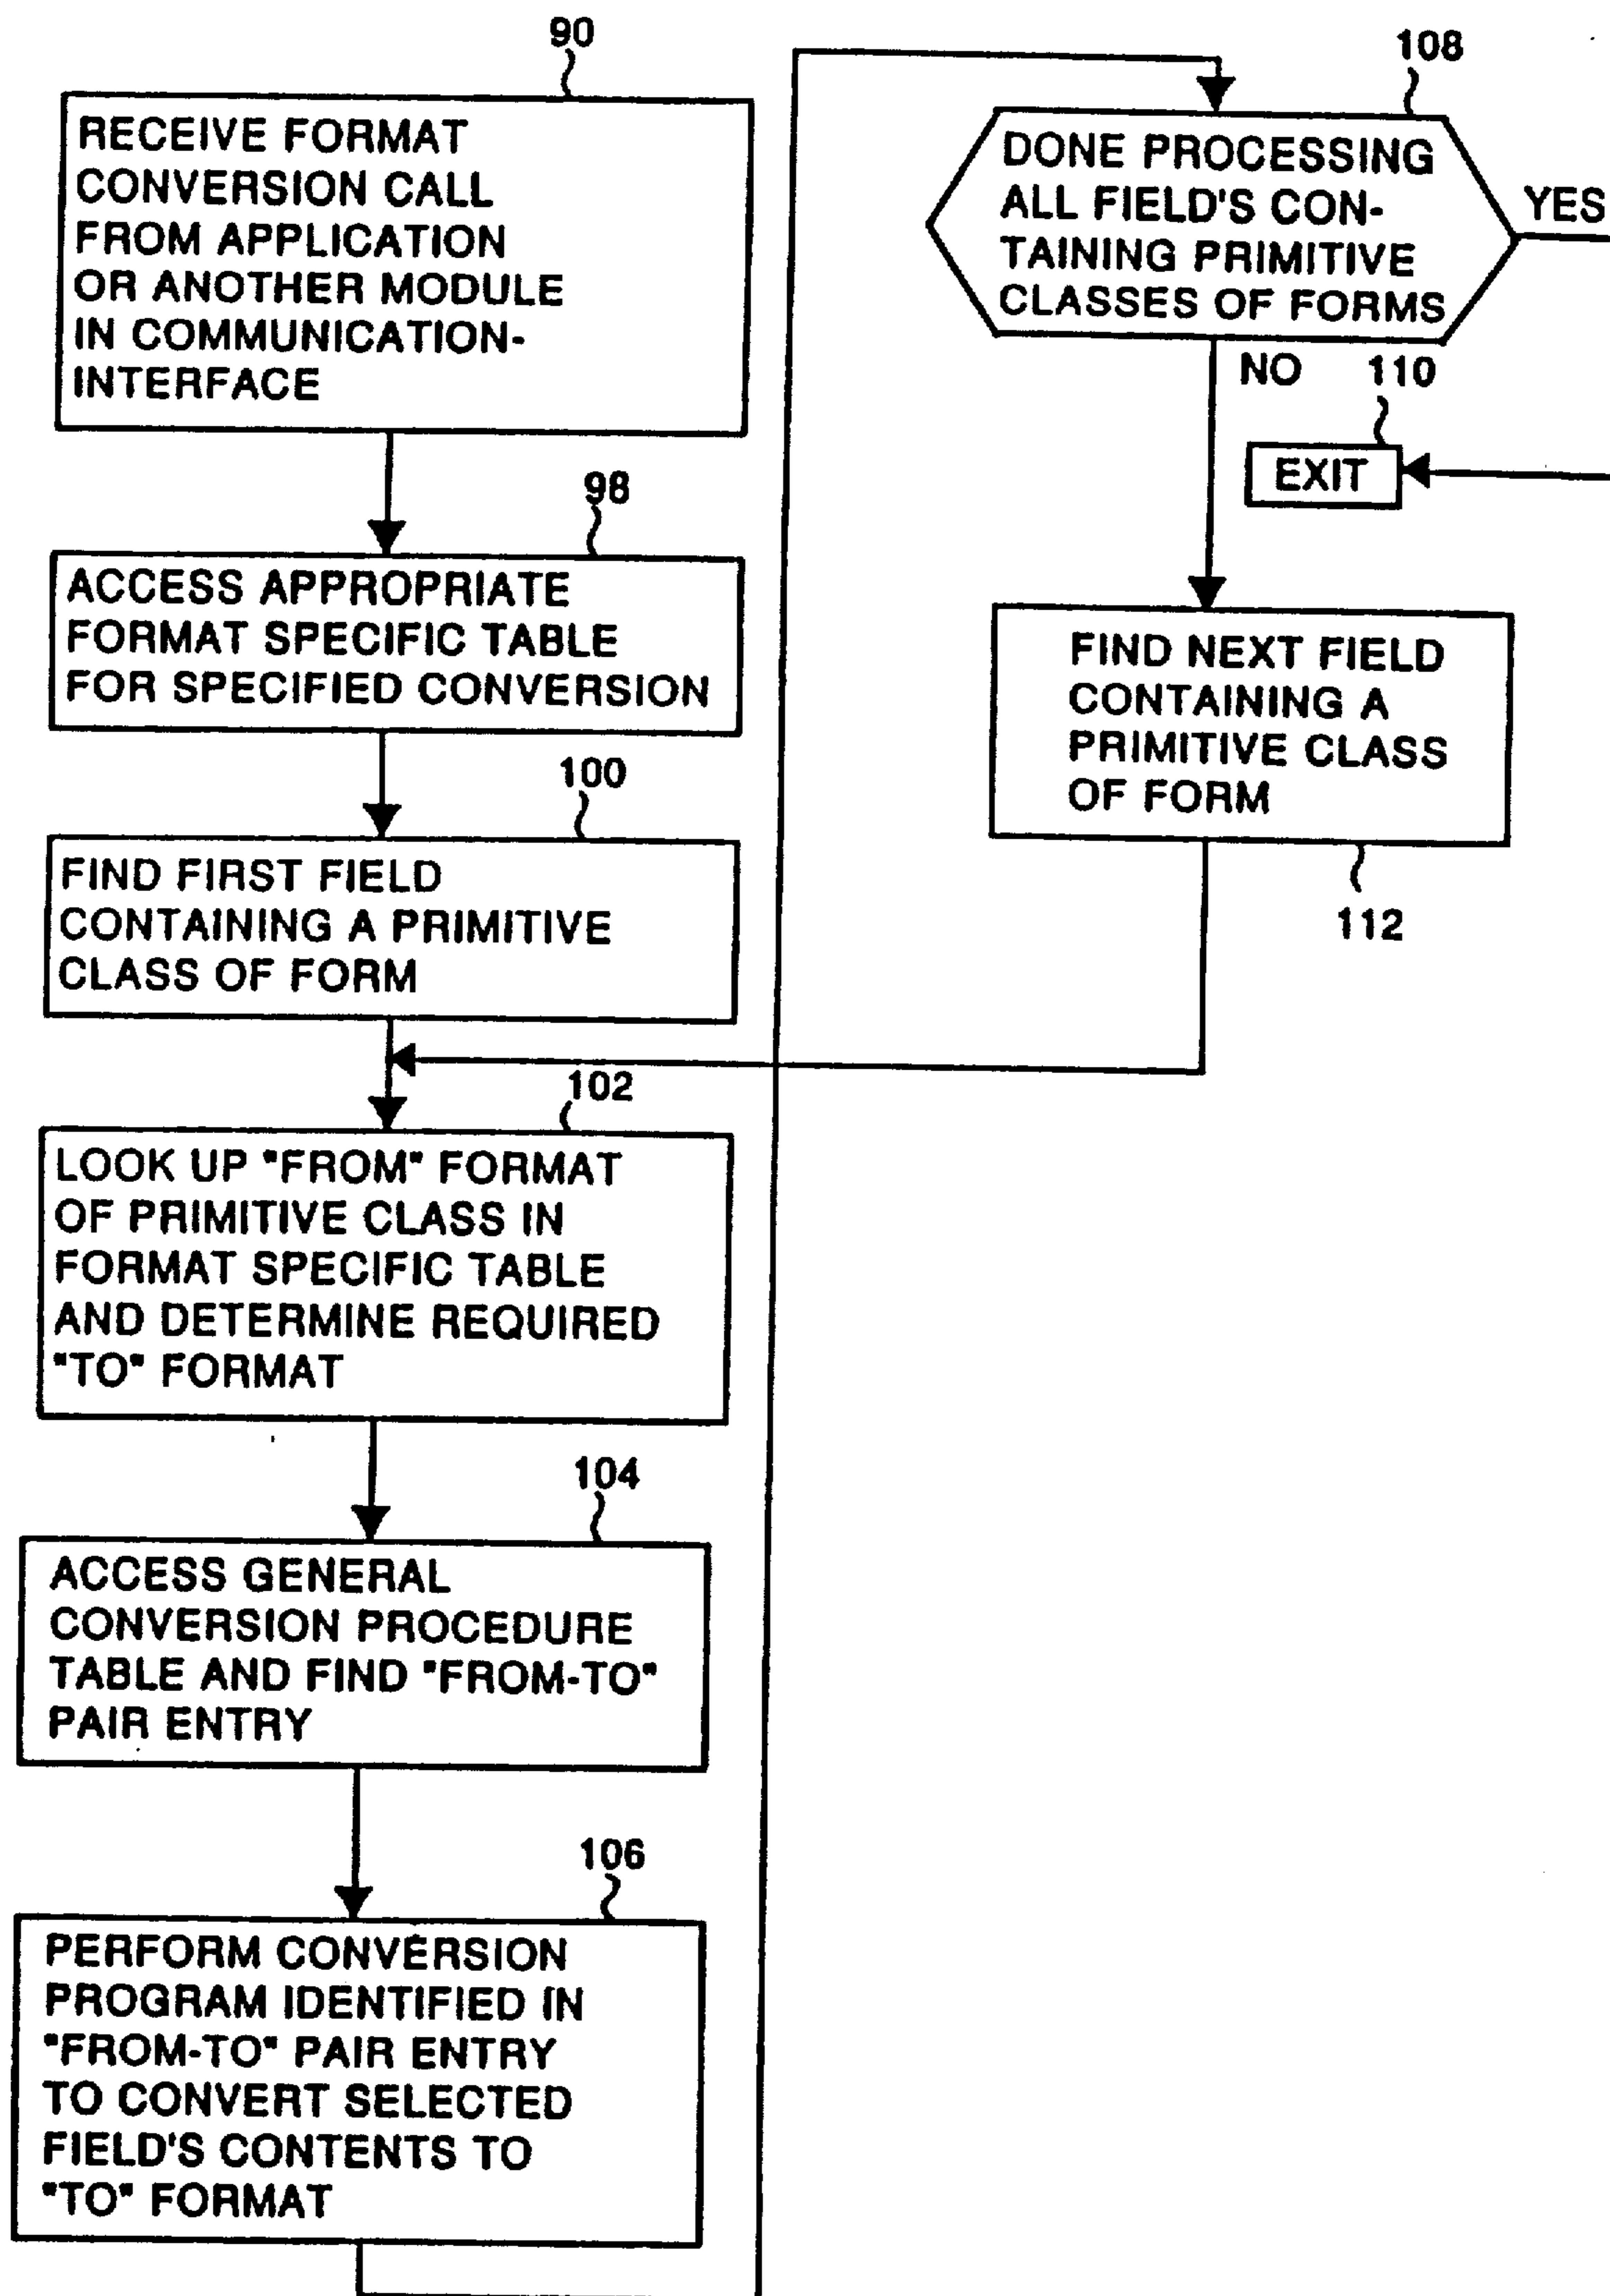 90
RECEIVE FORMAT
CONVERSION CALL
FROM APPLICATION
OR ANOTHER MODULE
IN COMMUNICATION-
INTERFACE
98
ACCESS APPROPRIATE
FORMAT SPECIFIC TABLE
FOR SPECIFIED CONVERSION
100
FIND FIRST FIELD
CONTAINING A PRIMITIVE
CLASS OF FORM
102
LOOK UP "FROM" FORMAT
OF PRIMITIVE CLASS IN
FORMAT SPECIFIC TABLE
AND DETERMINE REQUIRED
"TO" FORMAT
104
ACCESS GENERAL
CONVERSION PROCEDURE
TABLE AND FIND "FROM-TO"
PAIR ENTRY
106
PERFORM CONVERSION
PROGRAM IDENTIFIED IN
"FROM-TO" PAIR ENTRY
TO CONVERT SELECTED
FIELD'S CONTENTS TO
"TO" FORMAT
108
DONE PROCESSING
ALL FIELD'S CON-
TAINING PRIMITIVE
CLASSES OF FORMS
YES
NO
110
EXIT
FIND NEXT FIELD
CONTAINING A
PRIMITIVE CLASS
OF FORM
112